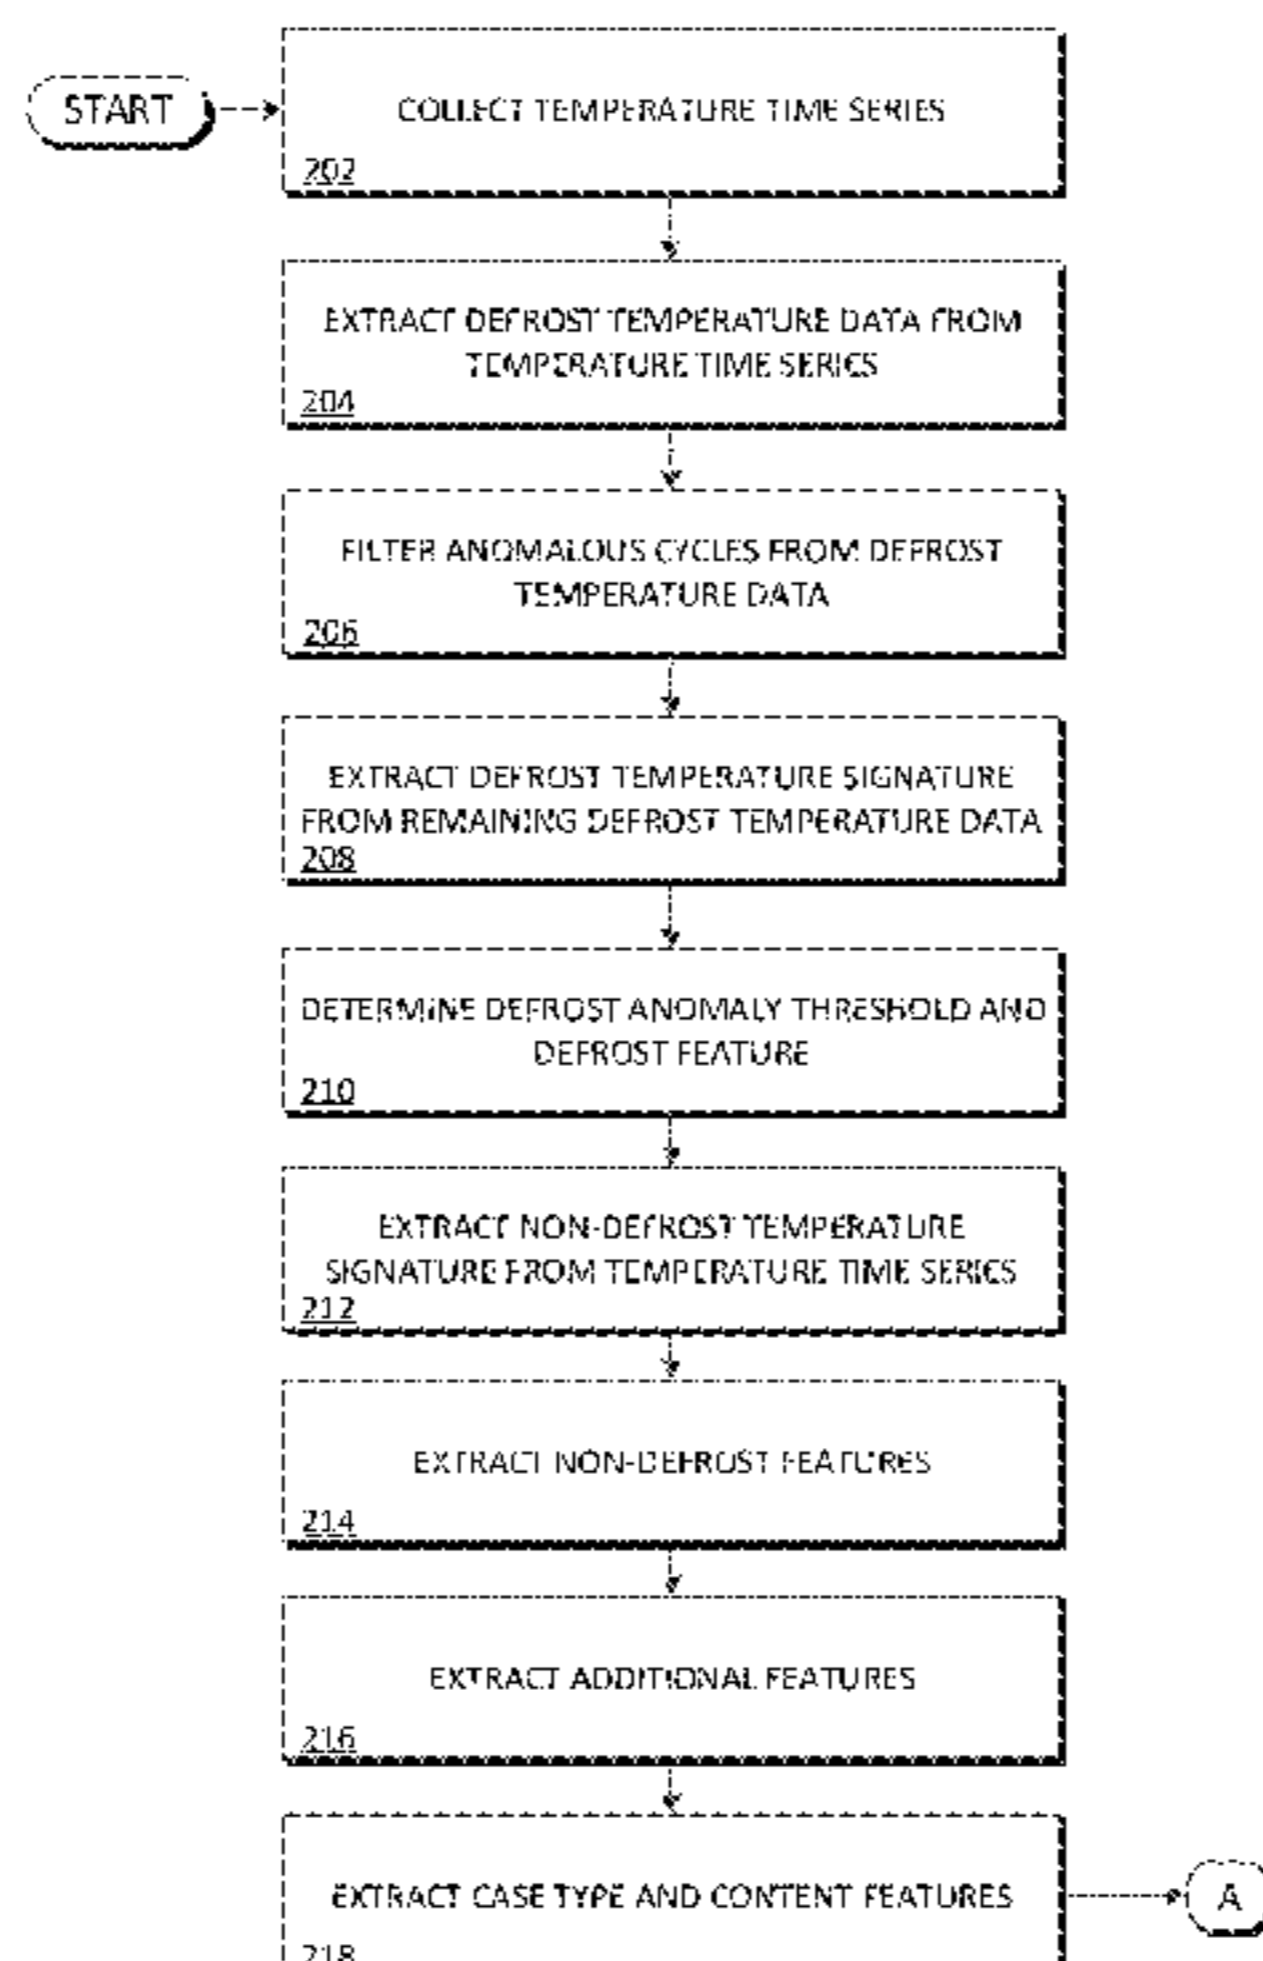 START
COLLECT TEMPERATURE TIME SERIES
202
EXTRACT DEFROST TEMPERATURE DATA FROM
TEMPERATURE TIME SERIES
204
FILTER ANOMALOUS CYCLES FROM DEFROST
TEMPERATURE DATA
206
EXTRACT DEFROST TEMPERATURE SIGNATURE
FROM REMAINING DEFROST TEMPERATURE DATA
208
DETERMINE DEFROST ANOMALY THRESHOLD AND
DEFROST FEATURE
210
EXTRACT NON-DEFROST TEMPERATURE
SIGNATURE FROM TEMPERATURE TIME SERIES
212
EXTRACT NON-DEFROST FEATURES
214
EXTRACT ADDITIONAL FEATURES
216
EXTRACT CASE TYPE AND CONTENT FEATURES
A
218